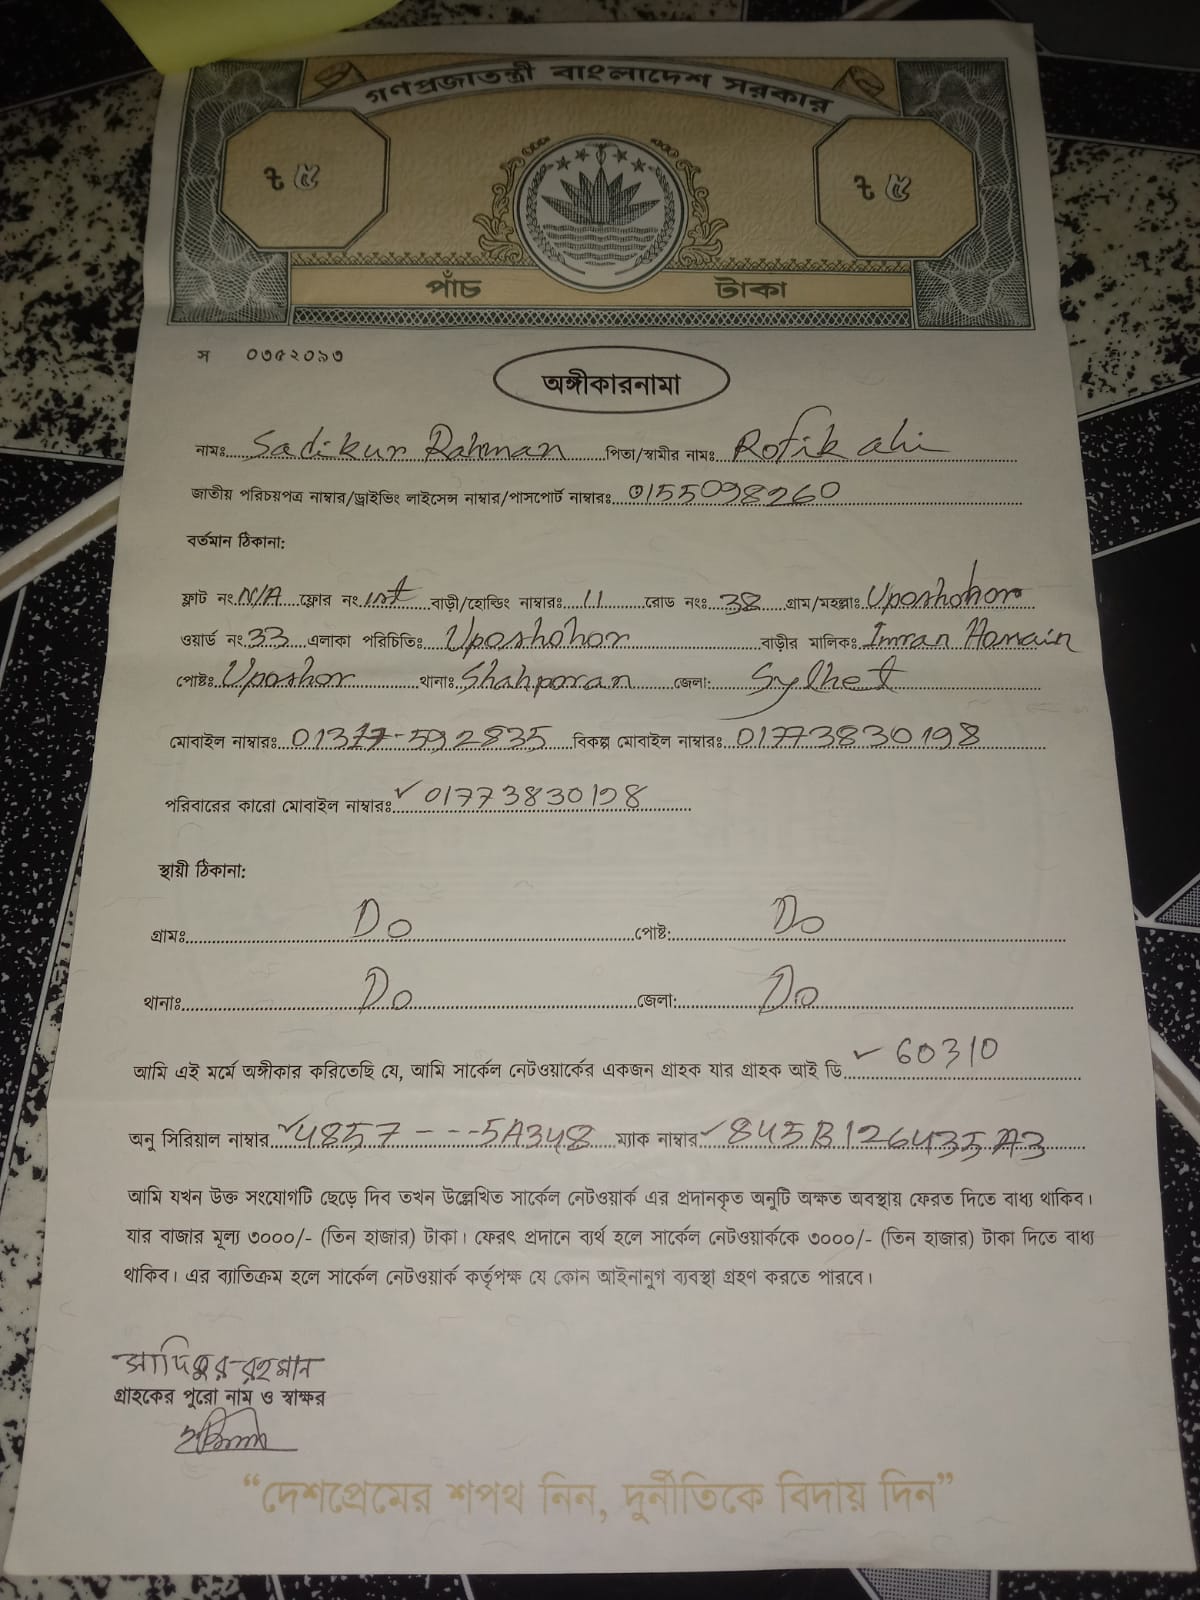 গণপ্রজাতন্ত্রী বাংলাদেশ সরকার
৳ ৫ ৳ ৫
পাঁচ টাকা
স ০৩৫২০৯৩
অঙ্গীকারনামা
নামঃ Sadikur Rahman পিতা/স্বামীর নামঃ Rofik ali
জাতীয় পরিচয়পত্র নাম্বার/ড্রাইভিং লাইসেন্স নাম্বার/পাসপোর্ট নাম্বারঃ 0155098260
বর্তমান ঠিকানা:
ফ্লাট নং N/A ফ্লোর নং 1st বাড়ী/হোল্ডিং নাম্বারঃ 11 রোড নংঃ 38 গ্রাম/মহল্লাঃ Uposhohor
ওয়ার্ড নং 33 এলাকা পরিচিতিঃ Uposhohor বাড়ীর মালিকঃ Imran Hossain
পোষ্টঃ Uposhor থানাঃ Shahporan জেলা: Sylhet
মোবাইল নাম্বারঃ 01317-592835 বিকল্প মোবাইল নাম্বারঃ 01773830198
পরিবারের কারো মোবাইল নাম্বারঃ ✓ 01773830198
স্থায়ী ঠিকানা:
গ্রামঃ Do পোষ্ট: Do
থানাঃ Do জেলা: Do
আমি এই মর্মে অঙ্গীকার করিতেছি যে, আমি সার্কেল নেটওয়ার্কের একজন গ্রাহক যার গ্রাহক আই ডি ✓ 60310
অনু সিরিয়াল নাম্বার ✓4857 - - - 5A348 ম্যাক নাম্বার ✓ 845B126435A3
আমি যখন উক্ত সংযোগটি ছেড়ে দিব তখন উল্লেখিত সার্কেল নেটওয়ার্ক এর প্রদানকৃত অনুটি অক্ষত অবস্থায় ফেরত দিতে বাধ্য থাকিব।
যার বাজার মূল্য ৩০০০/- (তিন হাজার) টাকা। ফেরৎ প্রদানে ব্যর্থ হলে সার্কেল নেটওয়ার্ককে ৩০০০/- (তিন হাজার) টাকা দিতে বাধ্য
থাকিব। এর ব্যাতিক্রম হলে সার্কেল নেটওয়ার্ক কর্তৃপক্ষ যে কোন আইনানুগ ব্যবস্থা গ্রহণ করতে পারবে।
সাদিকুর রহমান
গ্রাহকের পুরো নাম ও স্বাক্ষর
“দেশপ্রেমের শপথ নিন, দুর্নীতিকে বিদায় দিন”